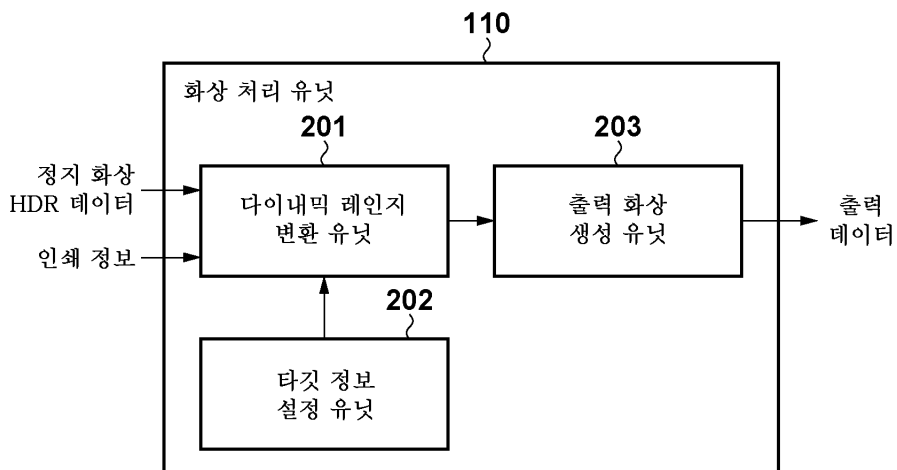 110
화상 처리 유닛
201
203
정지 화상
HDR 데이터
인쇄 정보
다이내믹 레인지
변환 유닛
출력 화상
생성 유닛
출력
데이터
202
타깃 정보
설정 유닛